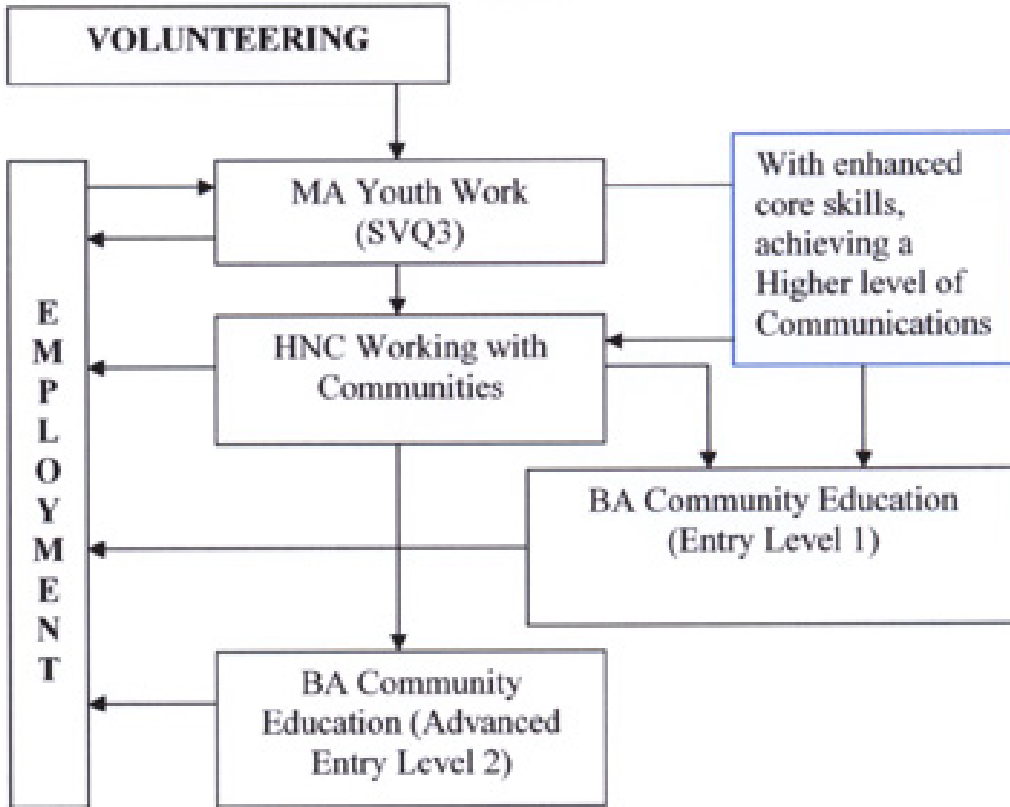 VOLUNTEERING
MA Youth Work
(SVQ3)
With enhanced
core skills,
achieving a
Higher level of
Communications
E
M
P
L
O
Y
M
E
N
T
HNC Working with
Communities
BA Community Education
(Entry Level 1)
BA Community
Education (Advanced
Entry Level 2)